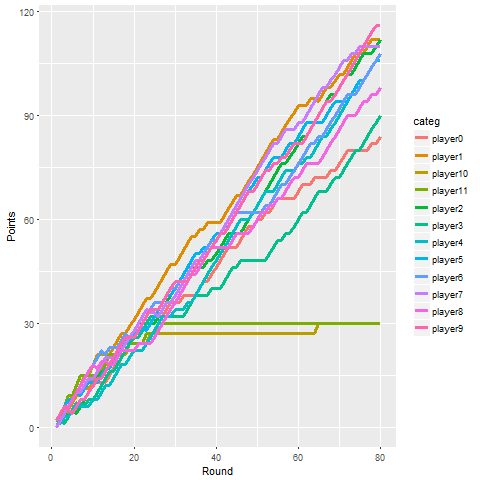 120
90
60
30
0
Points
0
20
40
60
80
Round
categ
player0
player1
player10
player11
player2
player3
player4
player5
player6
player7
player8
player9